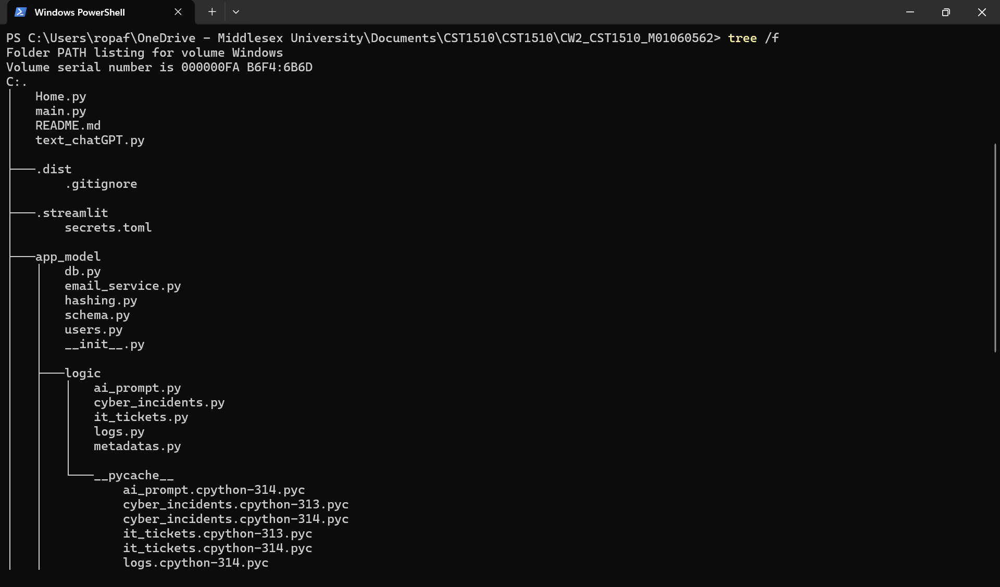 Windows PowerShell
PS C:\Users\ropaf\OneDrive - Middlesex University\Documents\CST1510\CST1510\CW2_CST1510_M01060562> tree /f
Folder PATH listing for volume Windows
Volume serial number is 000000FA B6F4:6B6D
C:.
Home.py
main.py
README.md
text_chatGPT.py
.dist
.gitignore
.streamlit
secrets.toml
app_model
db.py
email_service.py
hashing.py
schema.py
users.py
__init__.py
logic
ai_prompt.py
cyber_incidents.py
it_tickets.py
logs.py
metadatas.py
__pycache__
ai_prompt.cpython-314.pyc
cyber_incidents.cpython-313.pyc
cyber_incidents.cpython-314.pyc
it_tickets.cpython-313.pyc
it_tickets.cpython-314.pyc
logs.cpython-314.pyc